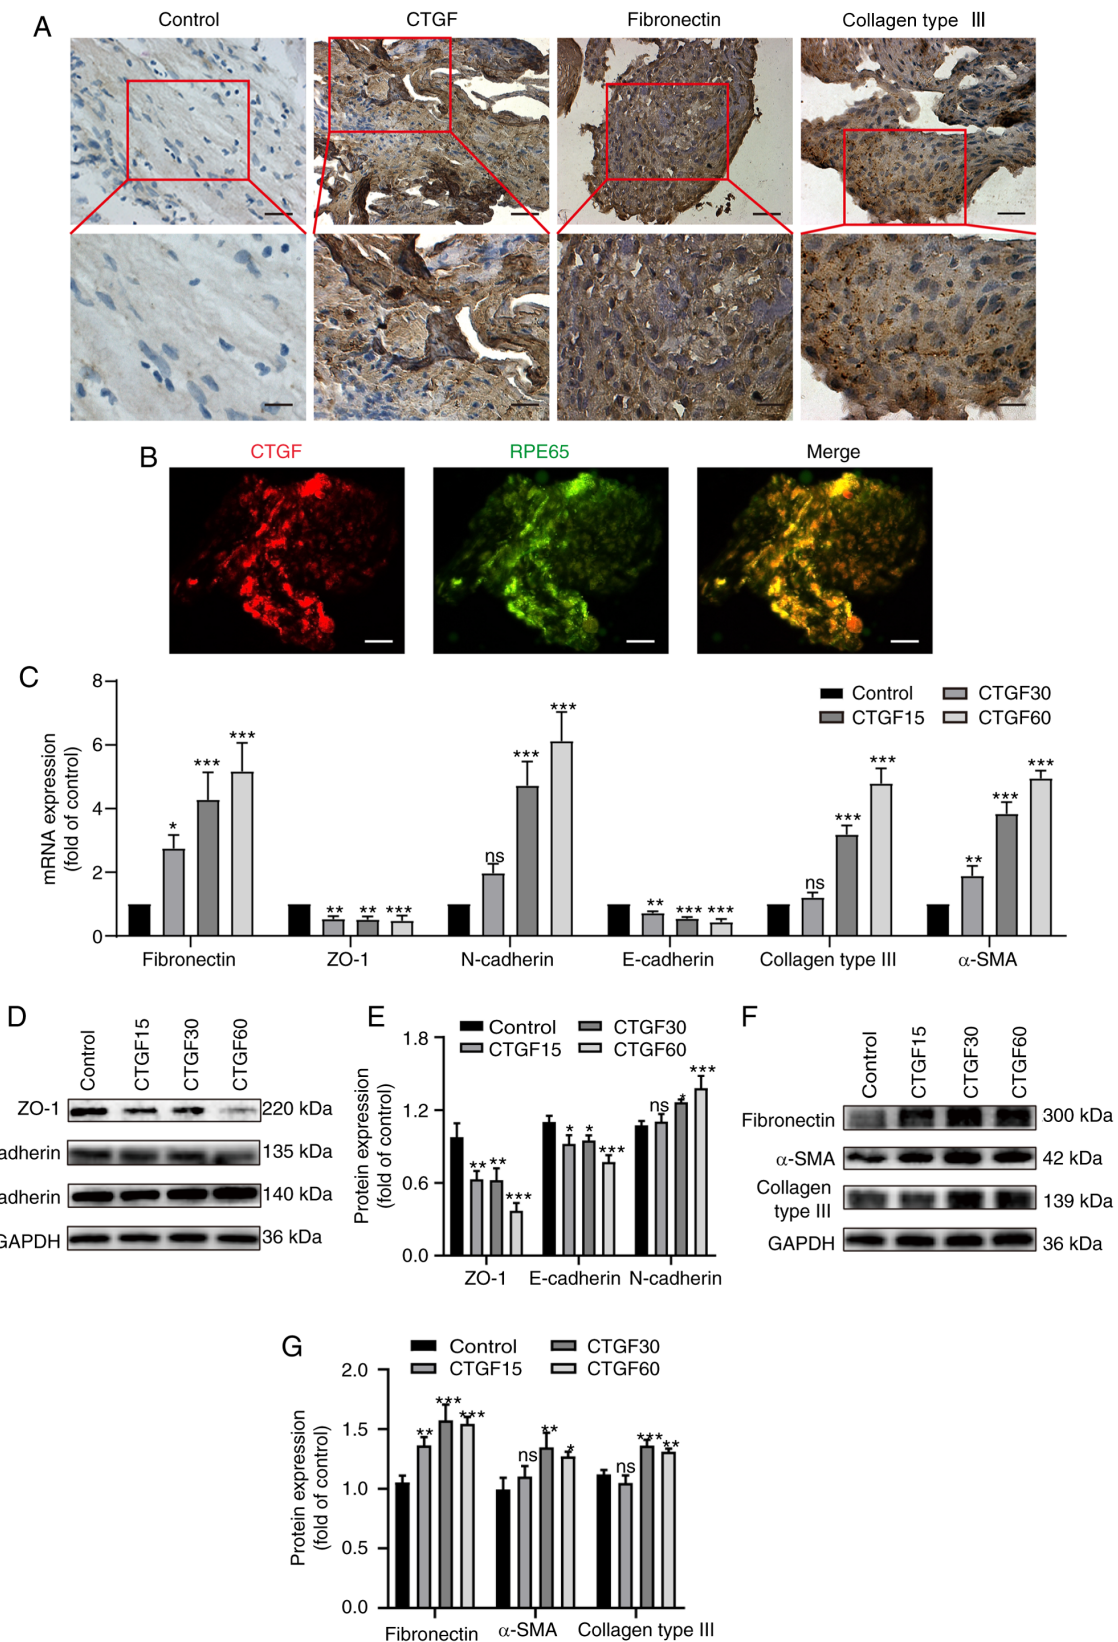 A
Control
CTGF
Fibronectin
Collagen type III
B
CTGF
RPE65
Merge
C
Control
CTGF30
CTGF15
CTGF60
mRNA expression
(fold of control)
8
6
4
2
0
*
***
***
**
**
***
ns
***
***
**
***
***
ns
***
***
**
***
***
Fibronectin
ZO-1
N-cadherin
E-cadherin
Collagen type III
α-SMA
D
Control
CTGF15
CTGF30
CTGF60
ZO-1
220 kDa
adherin
135 kDa
adherin
140 kDa
GAPDH
36 kDa
E
Control
CTGF30
CTGF15
CTGF60
Protein expression
(fold of control)
1.8
1.2
0.6
0.0
**
**
***
*
*
***
ns
*
***
ZO-1
E-cadherin
N-cadherin
F
Control
CTGF15
CTGF30
CTGF60
Fibronectin
300 kDa
α-SMA
42 kDa
Collagen
type III
139 kDa
GAPDH
36 kDa
G
Control
CTGF30
CTGF15
CTGF60
Protein expression
(fold of control)
2.0
1.5
1.0
0.5
0.0
**
***
***
ns
**
*
ns
***
**
Fibronectin
α-SMA
Collagen type III